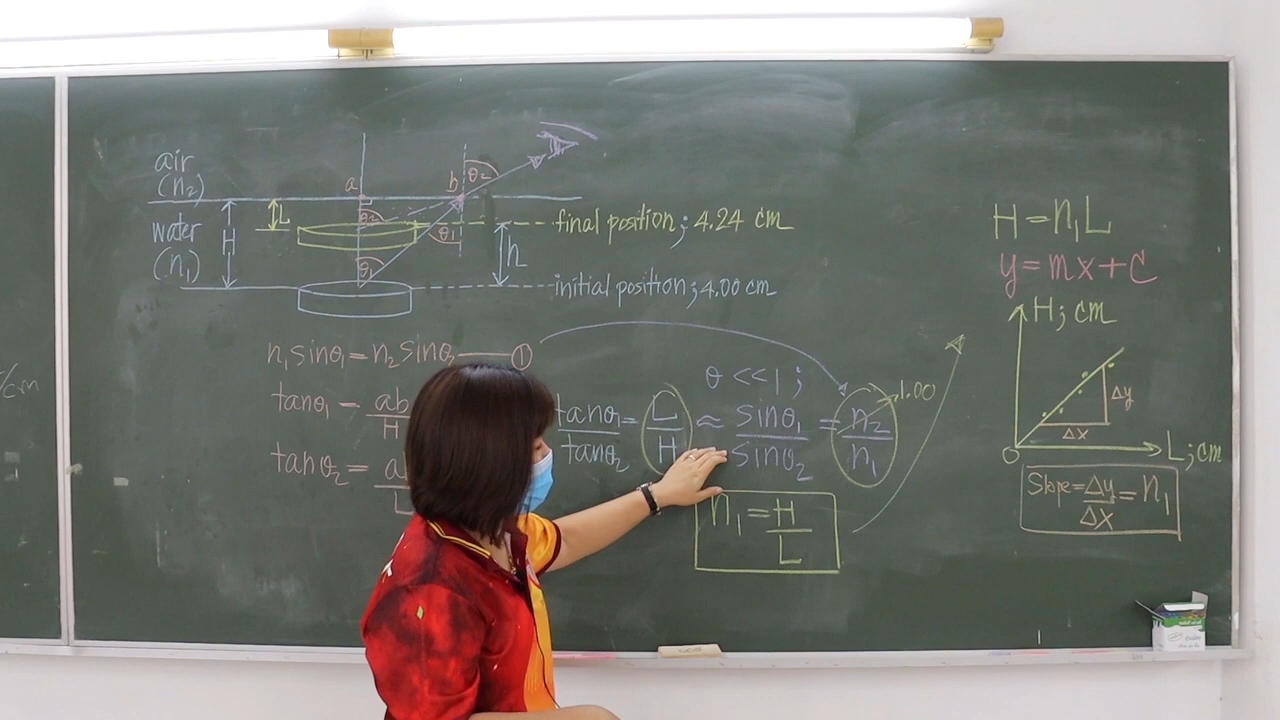 air
(n₂)
water
(n₁)
H
L
a
b
θ₂
θ₂
θ₁
θ₁
h
final position; 4.24 cm
initial position; 4.00 cm
n₁ sinθ₁ = n₂ sinθ₂ ①
tanθ₁ = ab/H
tanθ₂ = a
L
θ <<1;
tanθ₁/tanθ₂ = L/H ≈ sinθ₁/sinθ₂ = n₂/n₁
1.00
n₁ = H/L
H = n₁L
y = mx + c
H; cm
Δy
Δx
O
L; cm
Slope = Δy/Δx = n₁
/cm